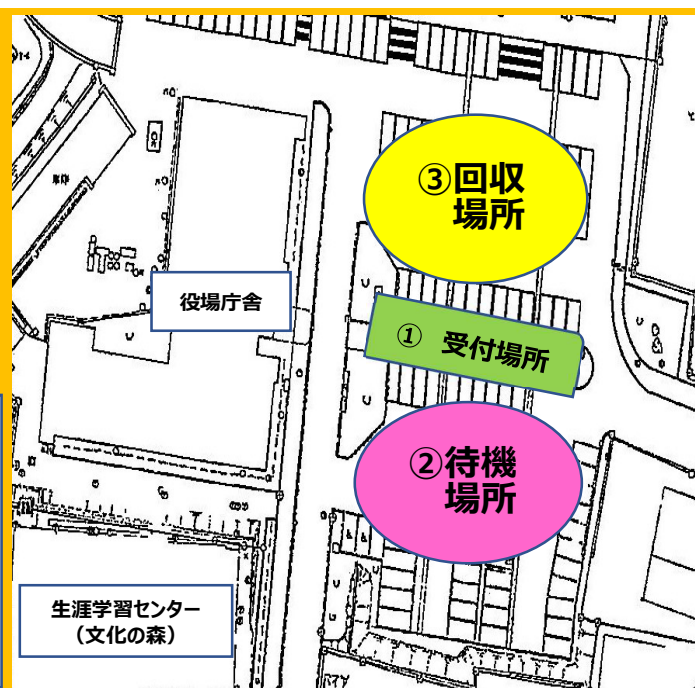 ③回収
場所
役場庁舎
① 受付場所
②待機
場所
生涯学習センター
（文化の森）